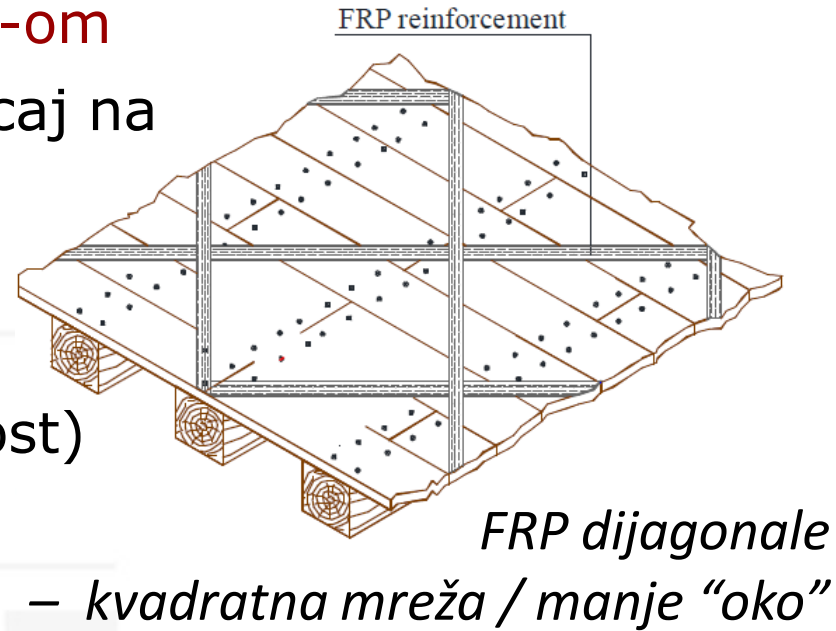 FRP reinforcement
-om
caj na
ost)
FRP dijagonale
– kvadratna mreža / manje “oko”